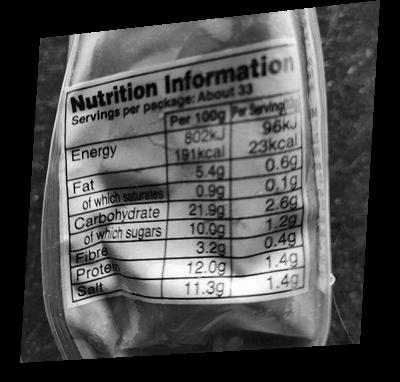 Nutrition Information
Servings per package: About 33
Per 100g Per Serving
Energy 802kJ 96kJ
191kcal 23kcal
Fat 5.4g 0.6g
of which saturates 0.9g 0.1g
Carbohydrate 21.9g 2.6g
of which sugars 10.0g 1.2g
Fibre 3.2g 0.4g
Protein 12.0g 1.4g
Salt 11.3g 1.4g